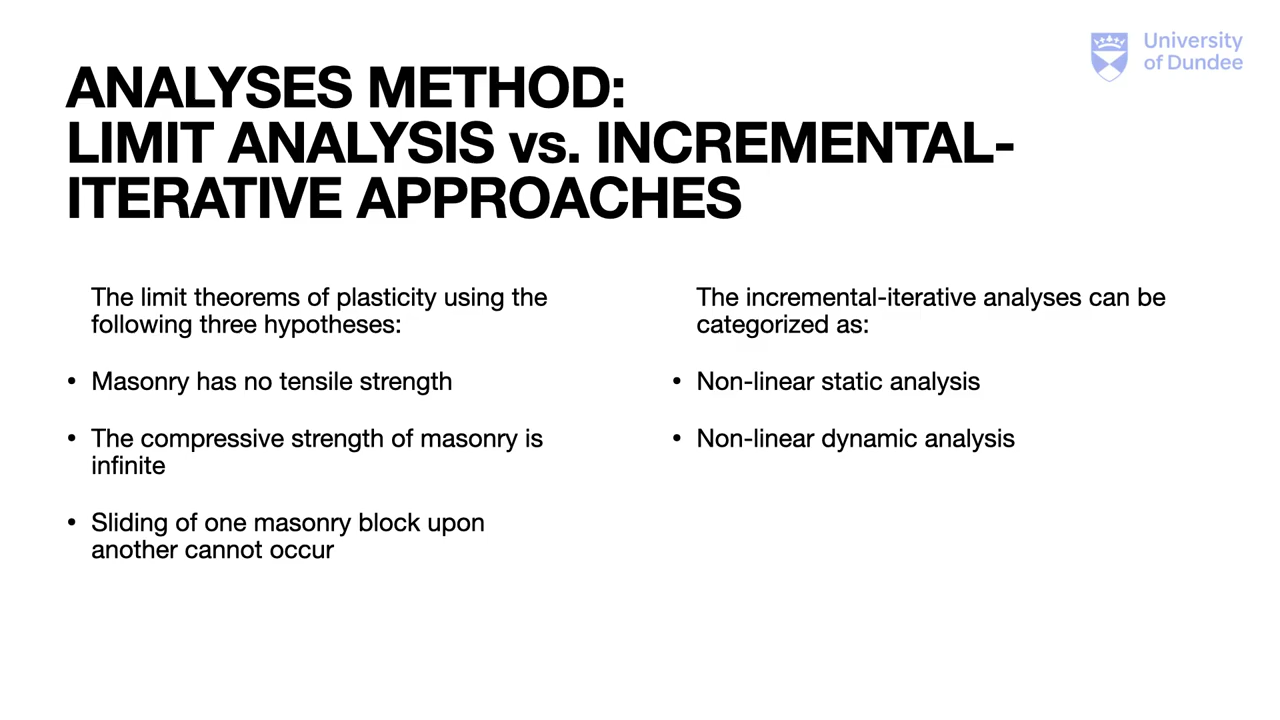 University
of Dundee
ANALYSES METHOD:
LIMIT ANALYSIS vs. INCREMENTAL-
ITERATIVE APPROACHES
The limit theorems of plasticity using the
following three hypotheses:
• Masonry has no tensile strength
• The compressive strength of masonry is
infinite
• Sliding of one masonry block upon
another cannot occur
The incremental-iterative analyses can be
categorized as:
• Non-linear static analysis
• Non-linear dynamic analysis